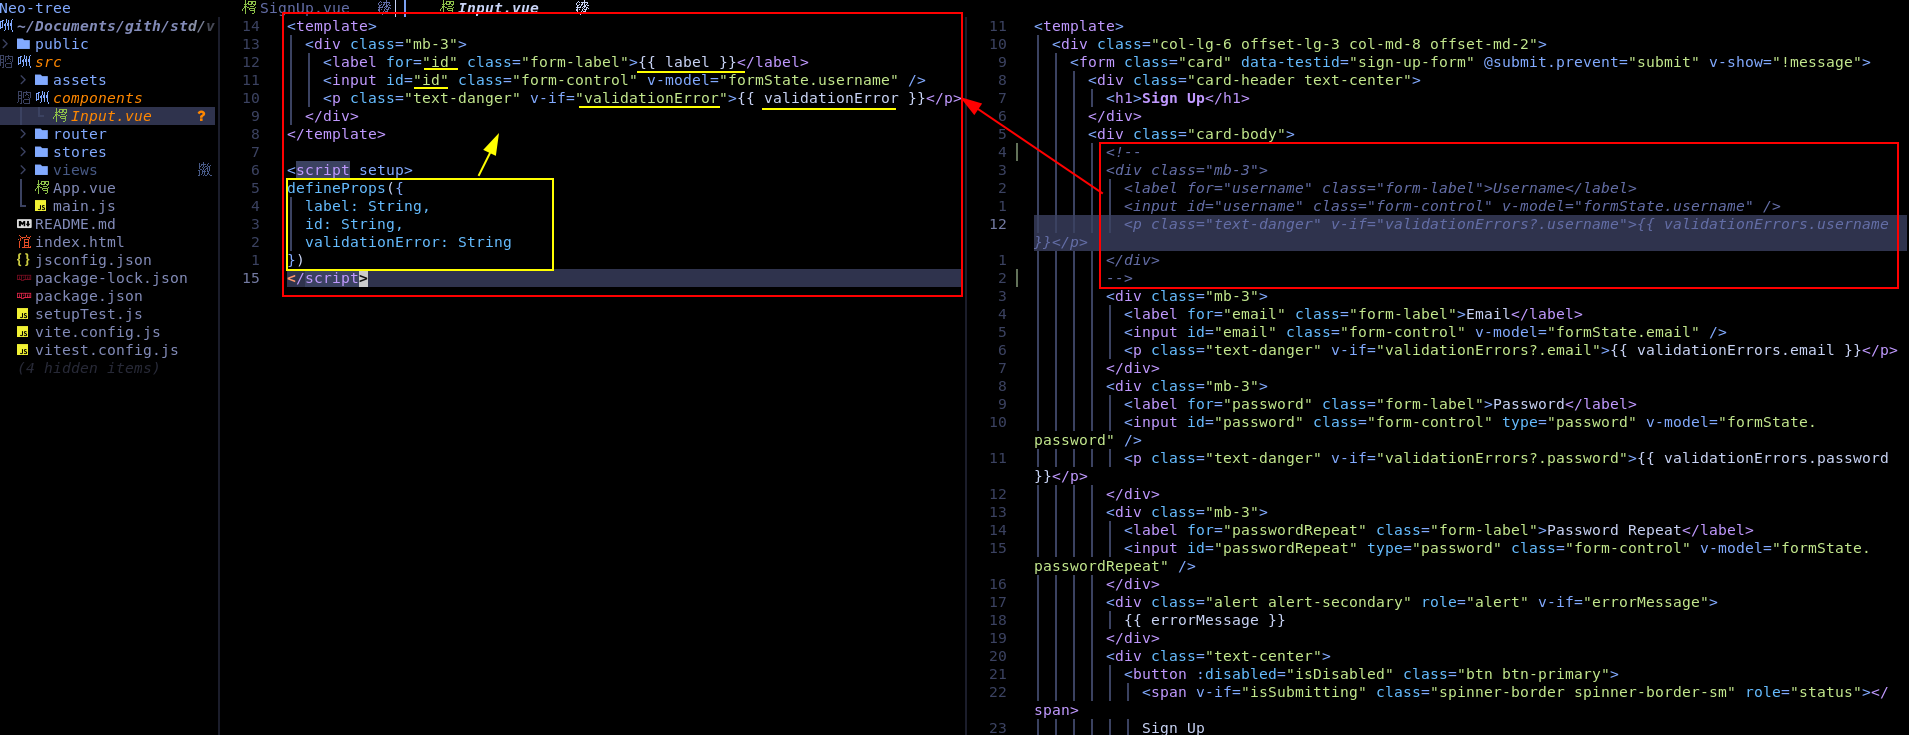 Neo-tree
~/Documents/gith/std/v
public
src
assets
components
Input.vue ?
router
stores
views
App.vue
main.js
README.md
index.html
jsconfig.json
package-lock.json
package.json
setupTest.js
vite.config.js
vitest.config.js
(4 hidden items)
SignUp.vue Input.vue
14 <template>
13 <div class="mb-3">
12 <label for="id" class="form-label">{{ label }}</label>
11 <input id="id" class="form-control" v-model="formState.username" />
10 <p class="text-danger" v-if="validationError">{{ validationError }}</p>
9 </div>
8 </template>
7
6 <script setup>
5 defineProps({
4 label: String,
3 id: String,
2 validationError: String
1 })
15 </script>
11 <template>
10 <div class="col-lg-6 offset-lg-3 col-md-8 offset-md-2">
9 <form class="card" data-testid="sign-up-form" @submit.prevent="submit" v-show="!message">
8 <div class="card-header text-center">
7 <h1>Sign Up</h1>
6 </div>
5 <div class="card-body">
4 <!--
3 <div class="mb-3">
2 <label for="username" class="form-label">Username</label>
1 <input id="username" class="form-control" v-model="formState.username" />
12 <p class="text-danger" v-if="validationErrors?.username">{{ validationErrors.username
}}</p>
1 </div>
2 -->
3 <div class="mb-3">
4 <label for="email" class="form-label">Email</label>
5 <input id="email" class="form-control" v-model="formState.email" />
6 <p class="text-danger" v-if="validationErrors?.email">{{ validationErrors.email }}</p>
7 </div>
8 <div class="mb-3">
9 <label for="password" class="form-label">Password</label>
10 <input id="password" class="form-control" type="password" v-model="formState.
password" />
11 <p class="text-danger" v-if="validationErrors?.password">{{ validationErrors.password
}}</p>
12 </div>
13 <div class="mb-3">
14 <label for="passwordRepeat" class="form-label">Password Repeat</label>
15 <input id="passwordRepeat" type="password" class="form-control" v-model="formState.
passwordRepeat" />
16 </div>
17 <div class="alert alert-secondary" role="alert" v-if="errorMessage">
18 {{ errorMessage }}
19 </div>
20 <div class="text-center">
21 <button :disabled="isDisabled" class="btn btn-primary">
22 <span v-if="isSubmitting" class="spinner-border spinner-border-sm" role="status"></
span>
23 Sign Up